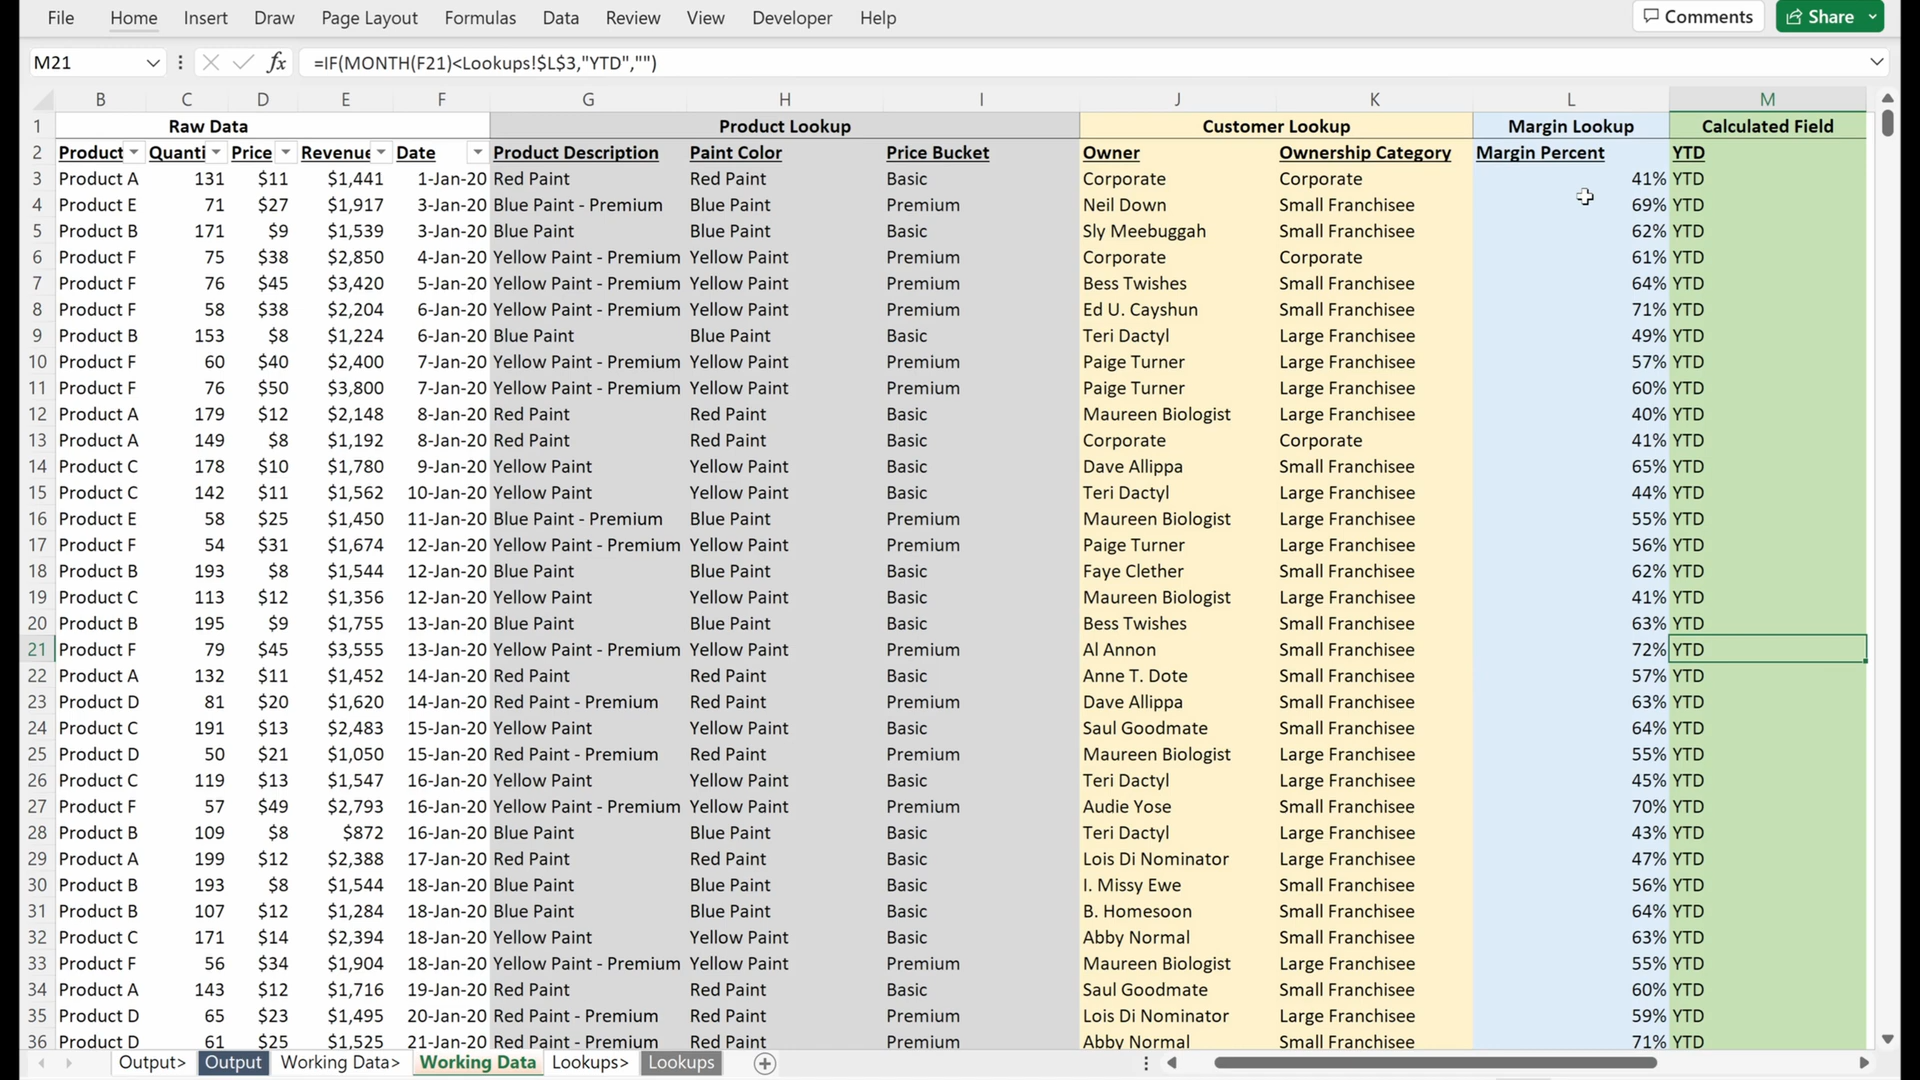 File Home Insert Draw Page Layout Formulas Data Review View Developer Help Comments Share
M21 fx =IF(MONTH(F21)<Lookups!$L$3,"YTD","")
B C D E F G H I J K L M
1 Raw Data Product Lookup Customer Lookup Margin Lookup Calculated Field
2 Product Quanti Price Revenue Date Product Description Paint Color Price Bucket Owner Ownership Category Margin Percent YTD
3 Product A 131 $11 $1,441 1-Jan-20 Red Paint Red Paint Basic Corporate Corporate 41% YTD
4 Product E 71 $27 $1,917 3-Jan-20 Blue Paint - Premium Blue Paint Premium Neil Down Small Franchisee 69% YTD
5 Product B 171 $9 $1,539 3-Jan-20 Blue Paint Blue Paint Basic Sly Meebuggah Small Franchisee 62% YTD
6 Product F 75 $38 $2,850 4-Jan-20 Yellow Paint - Premium Yellow Paint Premium Corporate Corporate 61% YTD
7 Product F 76 $45 $3,420 5-Jan-20 Yellow Paint - Premium Yellow Paint Premium Bess Twishes Small Franchisee 64% YTD
8 Product F 58 $38 $2,204 6-Jan-20 Yellow Paint - Premium Yellow Paint Premium Ed U. Cayshun Small Franchisee 71% YTD
9 Product B 153 $8 $1,224 6-Jan-20 Blue Paint Blue Paint Basic Teri Dactyl Large Franchisee 49% YTD
10 Product F 60 $40 $2,400 7-Jan-20 Yellow Paint - Premium Yellow Paint Premium Paige Turner Large Franchisee 57% YTD
11 Product F 76 $50 $3,800 7-Jan-20 Yellow Paint - Premium Yellow Paint Premium Paige Turner Large Franchisee 60% YTD
12 Product A 179 $12 $2,148 8-Jan-20 Red Paint Red Paint Basic Maureen Biologist Large Franchisee 40% YTD
13 Product A 149 $8 $1,192 8-Jan-20 Red Paint Red Paint Basic Corporate Corporate 41% YTD
14 Product C 178 $10 $1,780 9-Jan-20 Yellow Paint Yellow Paint Basic Dave Allippa Small Franchisee 65% YTD
15 Product C 142 $11 $1,562 10-Jan-20 Yellow Paint Yellow Paint Basic Teri Dactyl Large Franchisee 44% YTD
16 Product E 58 $25 $1,450 11-Jan-20 Blue Paint - Premium Blue Paint Premium Maureen Biologist Large Franchisee 55% YTD
17 Product F 54 $31 $1,674 12-Jan-20 Yellow Paint - Premium Yellow Paint Premium Paige Turner Large Franchisee 56% YTD
18 Product B 193 $8 $1,544 12-Jan-20 Blue Paint Blue Paint Basic Faye Clether Small Franchisee 62% YTD
19 Product C 113 $12 $1,356 12-Jan-20 Yellow Paint Yellow Paint Basic Maureen Biologist Large Franchisee 41% YTD
20 Product B 195 $9 $1,755 13-Jan-20 Blue Paint Blue Paint Basic Bess Twishes Small Franchisee 63% YTD
21 Product F 79 $45 $3,555 13-Jan-20 Yellow Paint - Premium Yellow Paint Premium Al Annon Small Franchisee 72% YTD
22 Product A 132 $11 $1,452 14-Jan-20 Red Paint Red Paint Basic Anne T. Dote Small Franchisee 57% YTD
23 Product D 81 $20 $1,620 14-Jan-20 Red Paint - Premium Red Paint Premium Dave Allippa Small Franchisee 63% YTD
24 Product C 191 $13 $2,483 15-Jan-20 Yellow Paint Yellow Paint Basic Saul Goodmate Small Franchisee 64% YTD
25 Product D 50 $21 $1,050 15-Jan-20 Red Paint - Premium Red Paint Premium Maureen Biologist Large Franchisee 55% YTD
26 Product C 119 $13 $1,547 16-Jan-20 Yellow Paint Yellow Paint Basic Teri Dactyl Large Franchisee 45% YTD
27 Product F 57 $49 $2,793 16-Jan-20 Yellow Paint - Premium Yellow Paint Premium Audie Yose Small Franchisee 70% YTD
28 Product B 109 $8 $872 16-Jan-20 Blue Paint Blue Paint Basic Teri Dactyl Large Franchisee 43% YTD
29 Product A 199 $12 $2,388 17-Jan-20 Red Paint Red Paint Basic Lois Di Nominator Large Franchisee 47% YTD
30 Product B 193 $8 $1,544 18-Jan-20 Blue Paint Blue Paint Basic I. Missy Ewe Small Franchisee 56% YTD
31 Product B 107 $12 $1,284 18-Jan-20 Blue Paint Blue Paint Basic B. Homesoon Small Franchisee 64% YTD
32 Product C 171 $14 $2,394 18-Jan-20 Yellow Paint Yellow Paint Basic Abby Normal Small Franchisee 63% YTD
33 Product F 56 $34 $1,904 18-Jan-20 Yellow Paint - Premium Yellow Paint Premium Maureen Biologist Large Franchisee 55% YTD
34 Product A 143 $12 $1,716 19-Jan-20 Red Paint Red Paint Basic Saul Goodmate Small Franchisee 60% YTD
35 Product D 65 $23 $1,495 20-Jan-20 Red Paint - Premium Red Paint Premium Lois Di Nominator Large Franchisee 59% YTD
36 Product D 61 $25 $1,525 21-Jan-20 Red Paint - Premium Red Paint Premium Abby Normal Small Franchisee 71% YTD
Output> Output Working Data> Working Data Lookups> Lookups